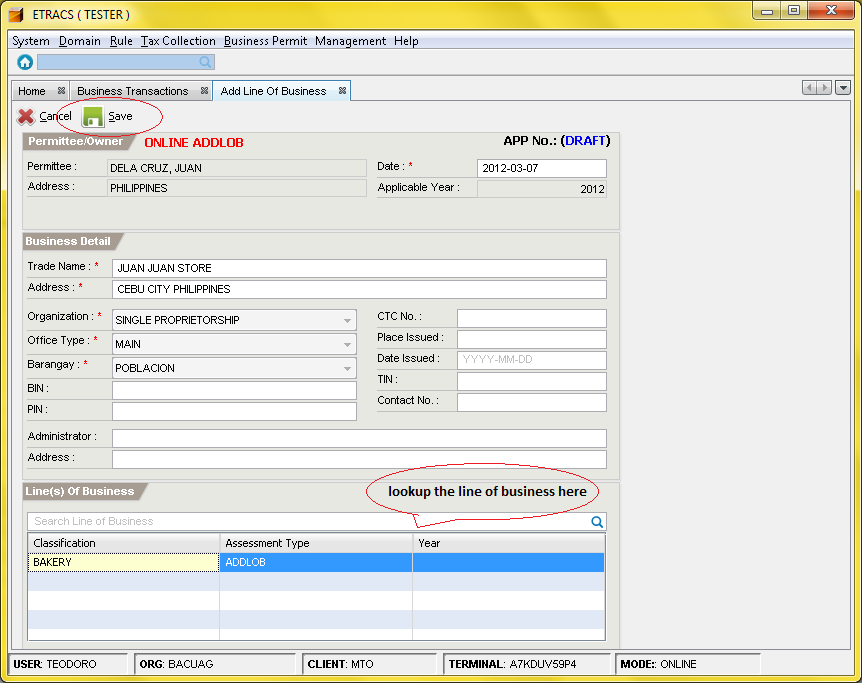 ETRACS ( TESTER )
System Domain Rule Tax Collection Business Permit Management Help
Home Business Transactions Add Line Of Business
Cancel Save
Permittee/Owner ONLINE ADDLOB APP No.: (DRAFT)
Permittee : DELA CRUZ, JUAN Date : * 2012-03-07
Address : PHILIPPINES Applicable Year : 2012
Business Detail
Trade Name : * JUAN JUAN STORE
Address : * CEBU CITY PHILIPPINES
Organization : * SINGLE PROPRIETORSHIP CTC No. :
Office Type : * MAIN Place Issued :
Barangay : * POBLACION Date Issued : YYYY-MM-DD
BIN : TIN :
PIN : Contact No. :
Administrator :
Address :
Line(s) Of Business lookup the line of business here
Search Line of Business
Classification Assessment Type Year
BAKERY ADDLOB
USER: TEODORO ORG: BACUAG CLIENT: MTO TERMINAL: A7KDUV59P4 MODE:: ONLINE